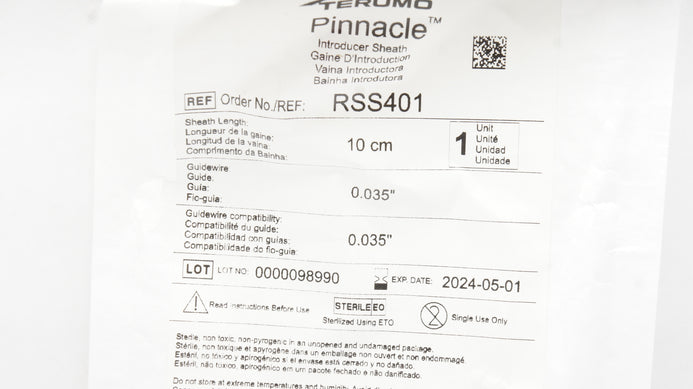 TERUMO
Pinnacle™
Introducer Sheath
Gaine D'Introduction
Vaina Introductora
Bainha Introdutora
REF Order No./REF: RSS401
Sheath Length:
Longueur de la gaine:
Longitud de la vaina:
Comprimento da Bainha:
10 cm
1
Unit
Unité
Unidad
Unidade
Guidewire
Guide:
Guía:
Fio-guia:
0.035"
Guidewire compatibility:
Compatibilité du guide:
Compatibilidad con guias:
Compatibilidade do fio-guia:
0.035"
LOT LOT NO: 0000098990
EXP. DATE: 2024-05-01
Read Instructions Before Use
STERILE EO
Sterilized Using ETO
2
Single Use Only
Sterile, non toxic, non-pyrogenic in an unopened and undamaged package.
Stérile, non toxique et apyrogène dans un emballage non ouvert et non endommagé.
Estéril, no tóxico y apirogénico si el envase está cerrado y no dañado.
Estéril, não tóxico, apirogénico em um pacote fechado e não danificado.
Do not store at extreme temperatures and humidity.